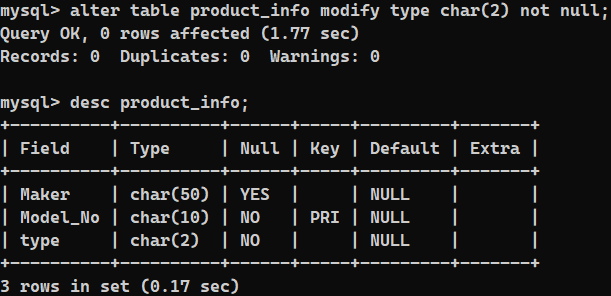 mysql> alter table product_info modify type char(2) not null;
Query OK, 0 rows affected (1.77 sec)
Records: 0  Duplicates: 0  Warnings: 0

mysql> desc product_info;
+----------+----------+------+-----+---------+-------+
| Field    | Type     | Null | Key | Default | Extra |
+----------+----------+------+-----+---------+-------+
| Maker    | char(50) | YES  |     | NULL    |       |
| Model_No | char(10) | NO   | PRI | NULL    |       |
| type     | char(2)  | NO   |     | NULL    |       |
+----------+----------+------+-----+---------+-------+
3 rows in set (0.17 sec)